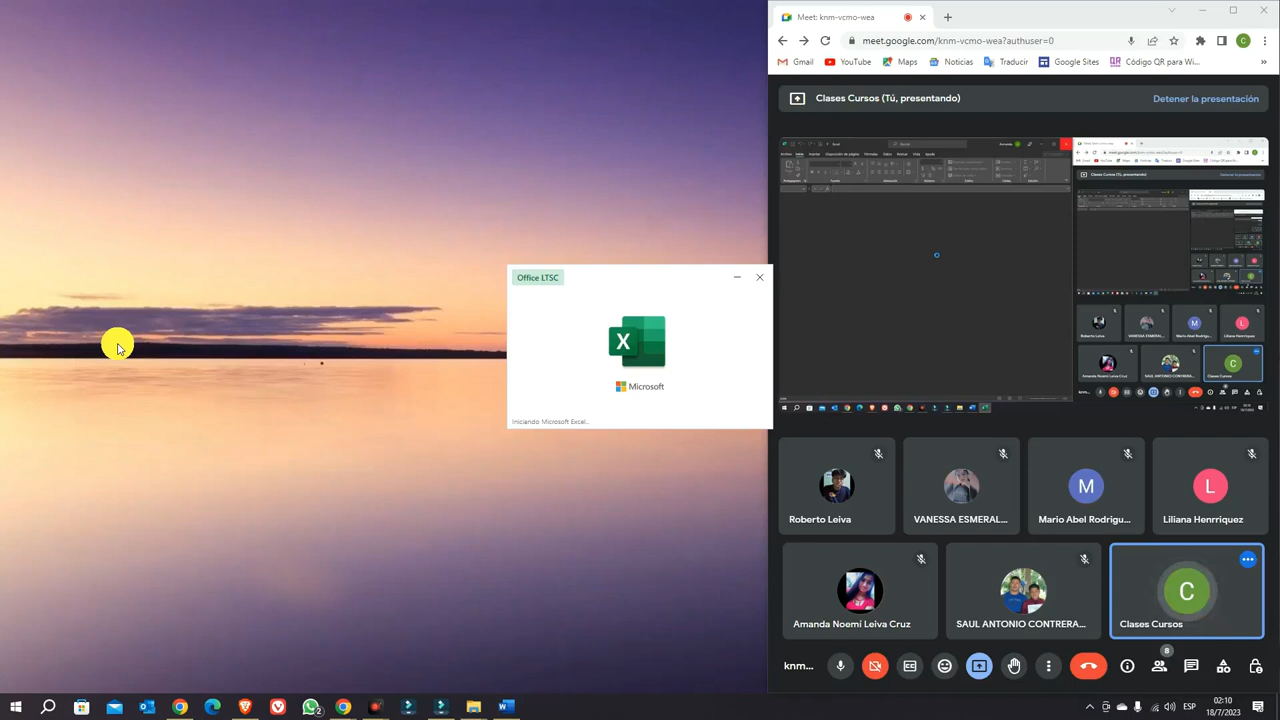 Meet: knm-vcmo-wea
meet.google.com/knm-vcmo-wea?authuser=0
C
Gmail YouTube Maps Noticias Traducir Google Sites Código QR para Wi... »
Clases Cursos (Tú, presentando)
Detener la presentación
Office LTSC
X
Microsoft
Iniciando Microsoft Excel...
Roberto Leiva
VANESSA ESMERAL...
M
Mario Abel Rodrigu...
L
Liliana Henrriquez
Amanda Noemi Leiva Cruz
SAUL ANTONIO CONTRERA...
C
Clases Cursos
knm...
8
2
ESP
02:10
18/7/2023